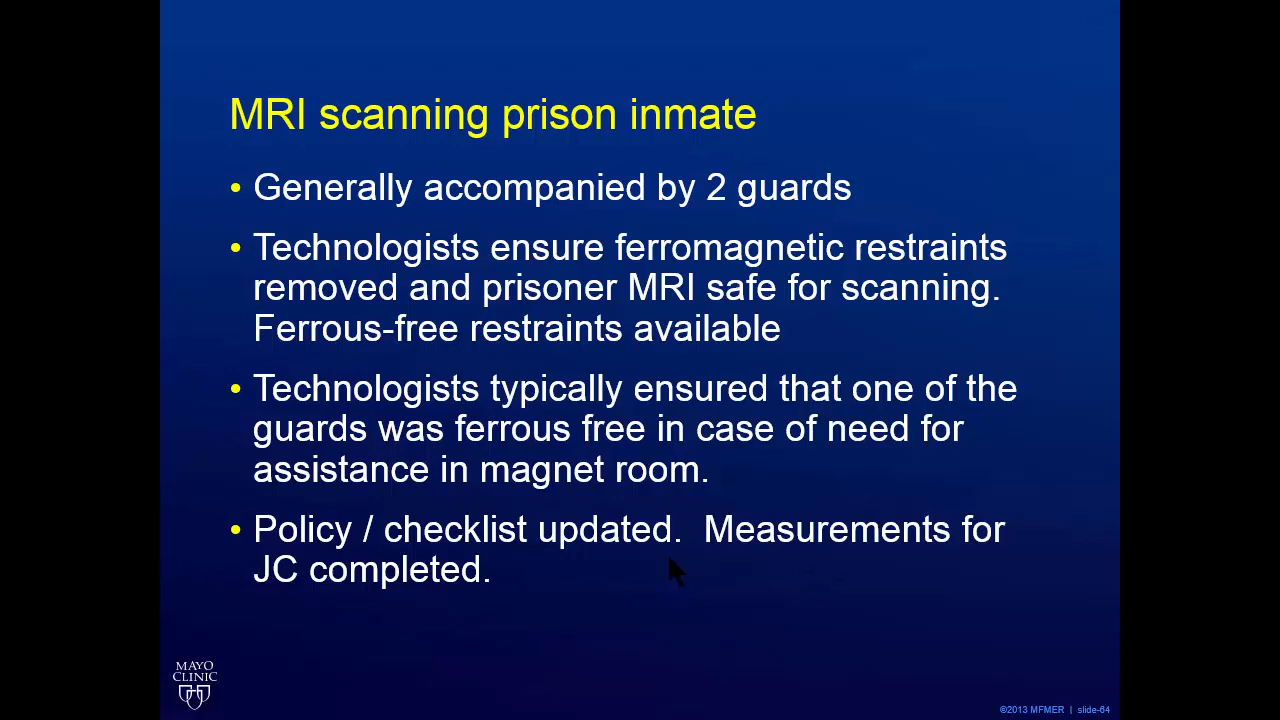 MRI scanning prison inmate
• Generally accompanied by 2 guards
• Technologists ensure ferromagnetic restraints
removed and prisoner MRI safe for scanning.
Ferrous-free restraints available
• Technologists typically ensured that one of the
guards was ferrous free in case of need for
assistance in magnet room.
• Policy / checklist updated.  Measurements for
JC completed.
MAYO
CLINIC
©2013 MFMER | slide-64